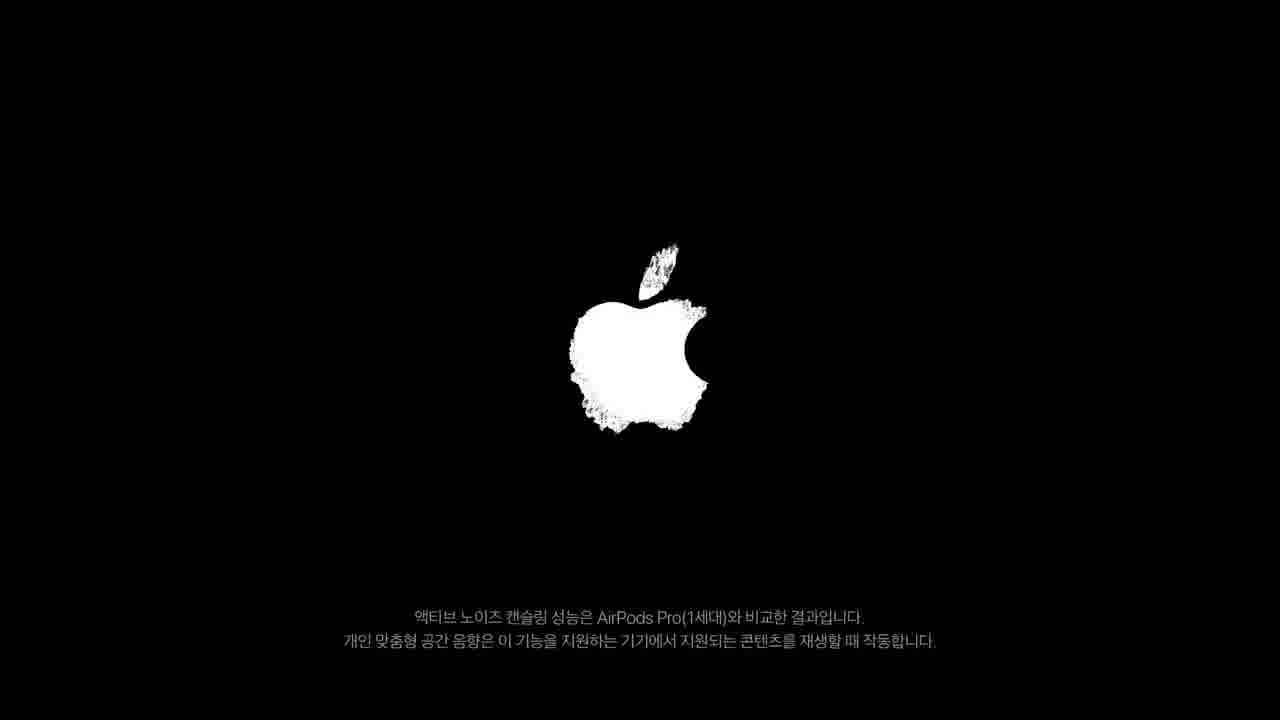 액티브 노이즈 캔슬링 성능은 AirPods Pro(1세대)와 비교한 결과입니다.
개인 맞춤형 공간 음향은 이 기능을 지원하는 기기에서 지원되는 콘텐츠를 재생할 때 작동합니다.